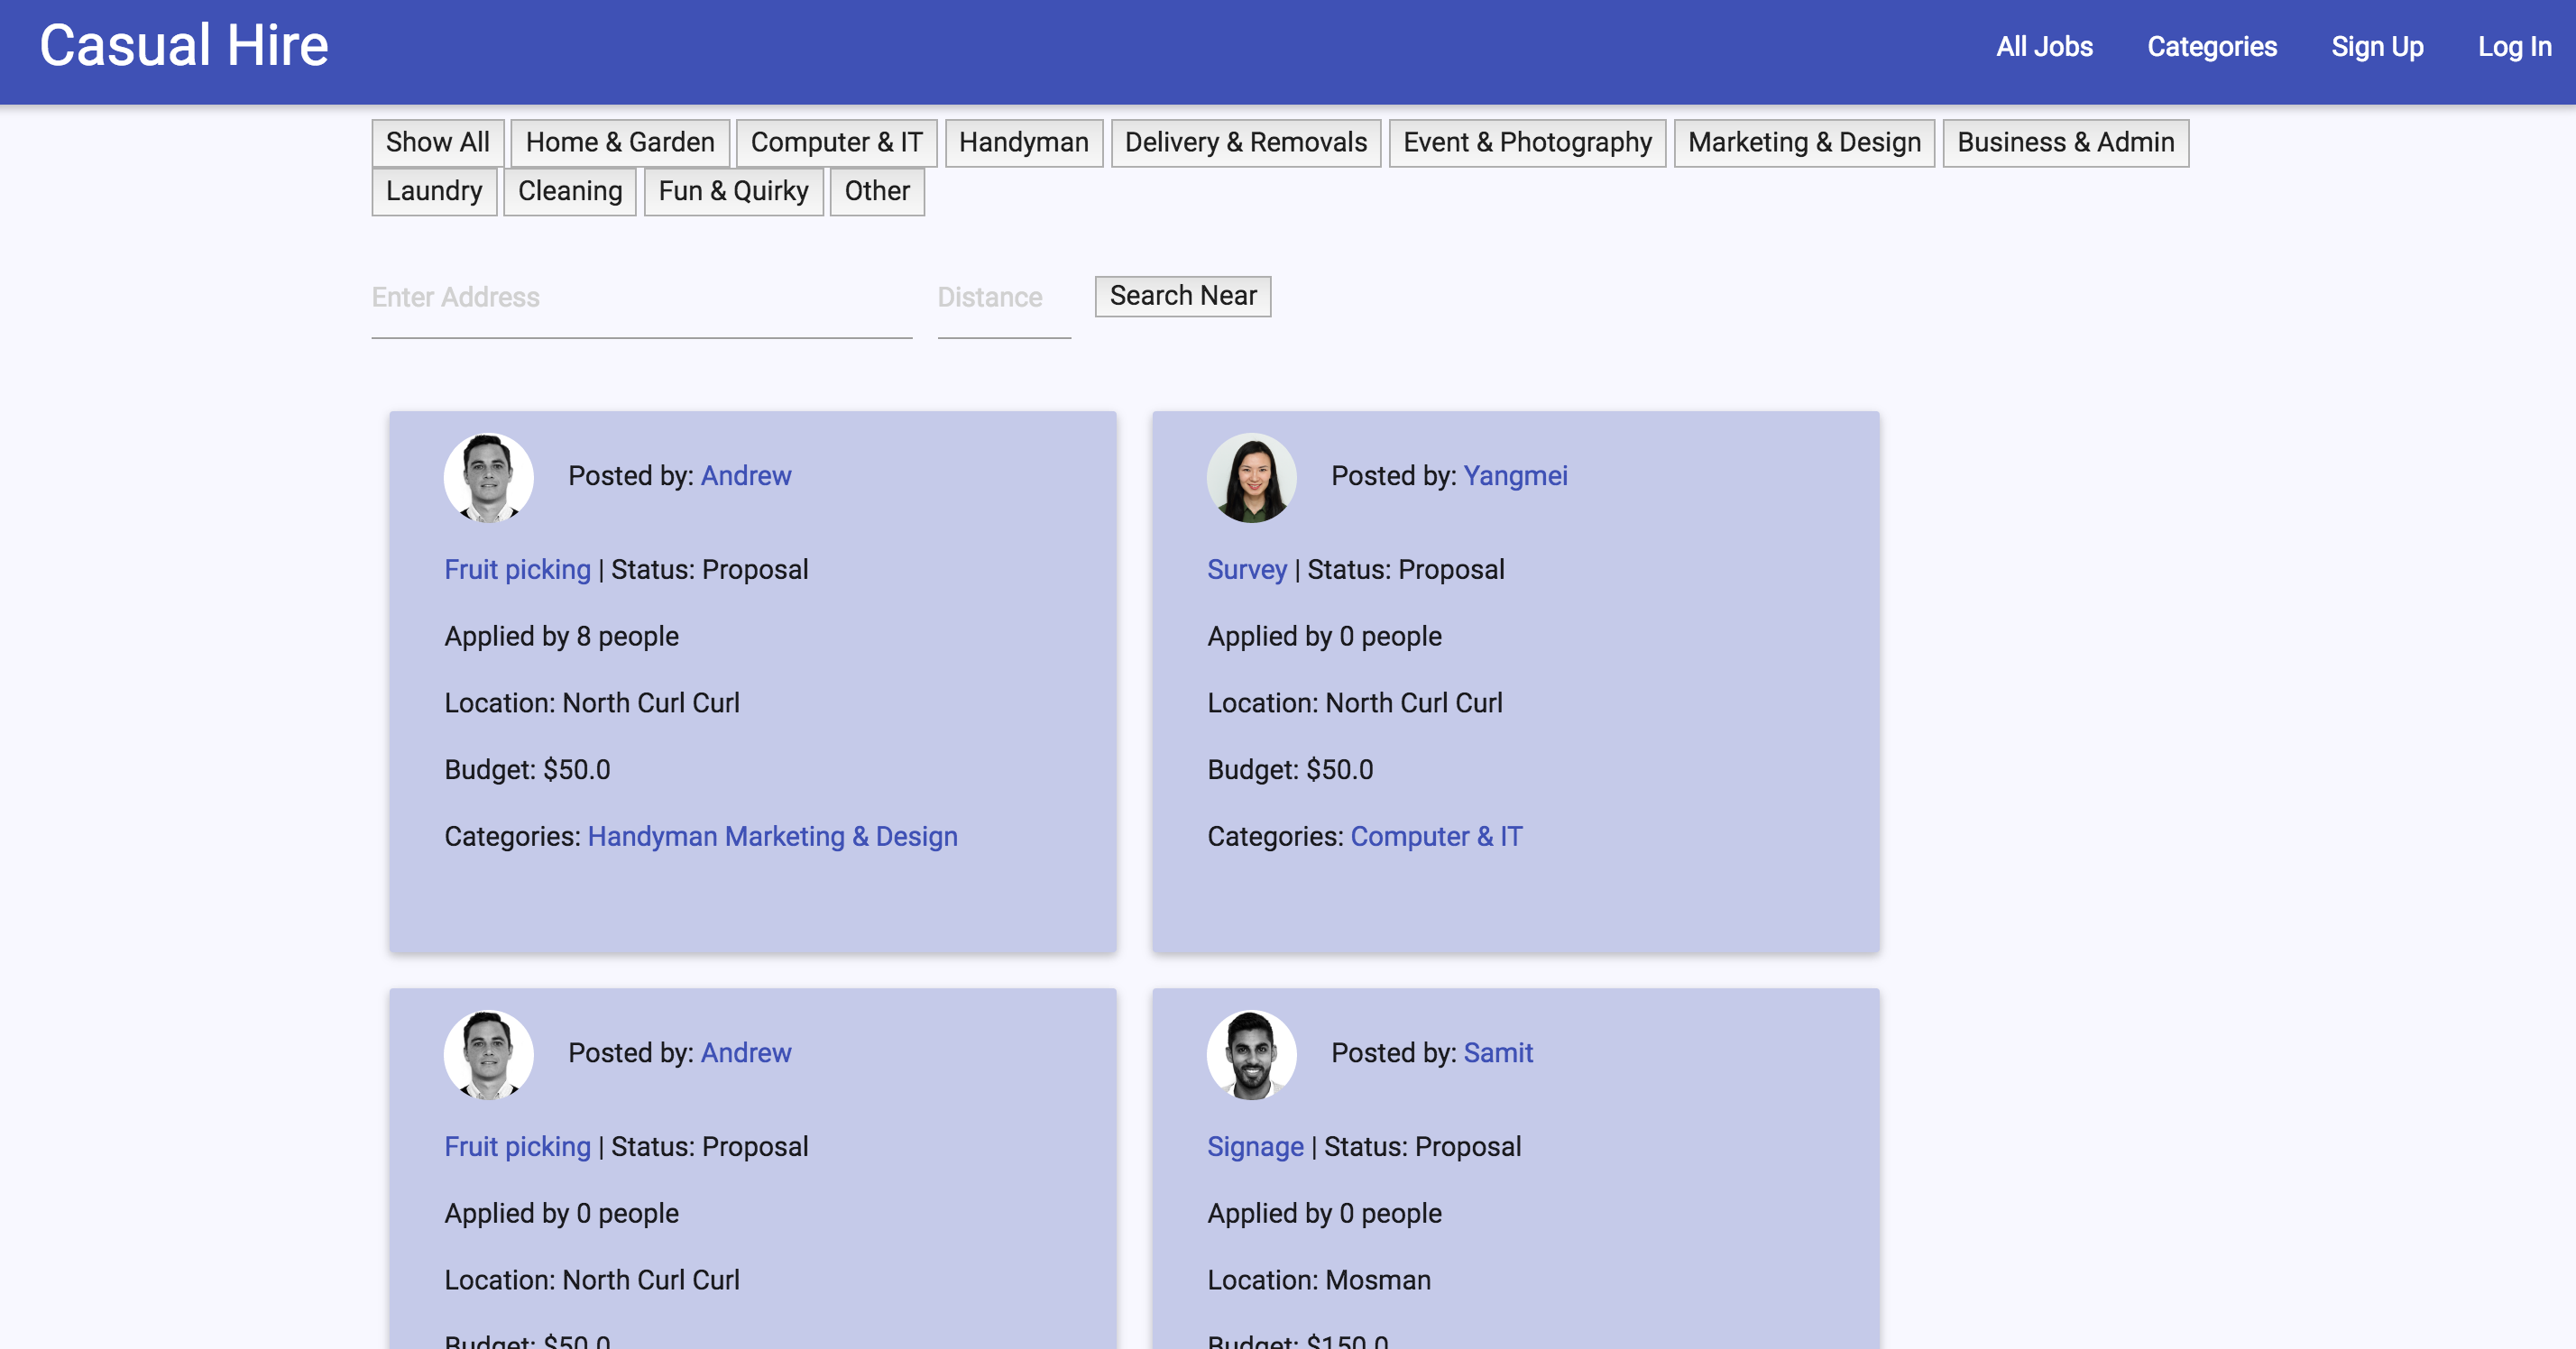 Casual Hire
All Jobs Categories Sign Up Log In
Show All Home & Garden Computer & IT Handyman Delivery & Removals Event & Photography Marketing & Design Business & Admin
Laundry Cleaning Fun & Quirky Other
Enter Address Distance Search Near
Posted by: Andrew
Fruit picking | Status: Proposal
Applied by 8 people
Location: North Curl Curl
Budget: $50.0
Categories: Handyman Marketing & Design
Posted by: Yangmei
Survey | Status: Proposal
Applied by 0 people
Location: North Curl Curl
Budget: $50.0
Categories: Computer & IT
Posted by: Andrew
Fruit picking | Status: Proposal
Applied by 0 people
Location: North Curl Curl
Budget: $50.0
Posted by: Samit
Signage | Status: Proposal
Applied by 0 people
Location: Mosman
Budget: $150.0